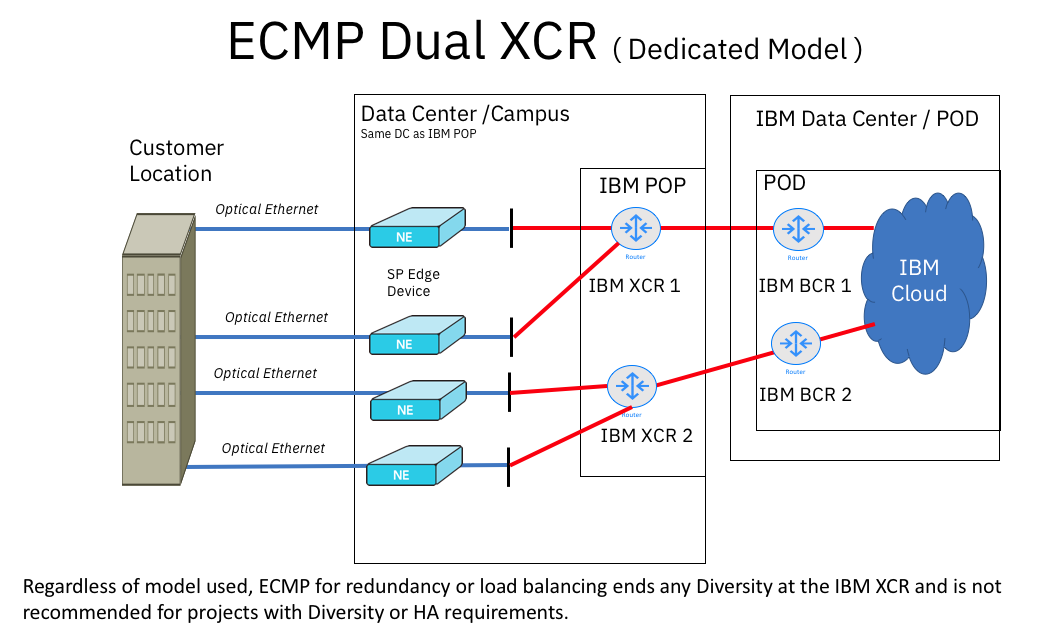 ECMP Dual XCR ( Dedicated Model )
Data Center /Campus
Same DC as IBM POP
IBM Data Center / POD
Customer
Location
IBM POP
POD
Optical Ethernet
NE
Router
Router
SP Edge
Device
IBM XCR 1
IBM BCR 1
IBM
Cloud
Optical Ethernet
NE
Optical Ethernet
NE
Router
Router
IBM BCR 2
IBM XCR 2
Optical Ethernet
NE
Regardless of model used, ECMP for redundancy or load balancing ends any Diversity at the IBM XCR and is not
recommended for projects with Diversity or HA requirements.